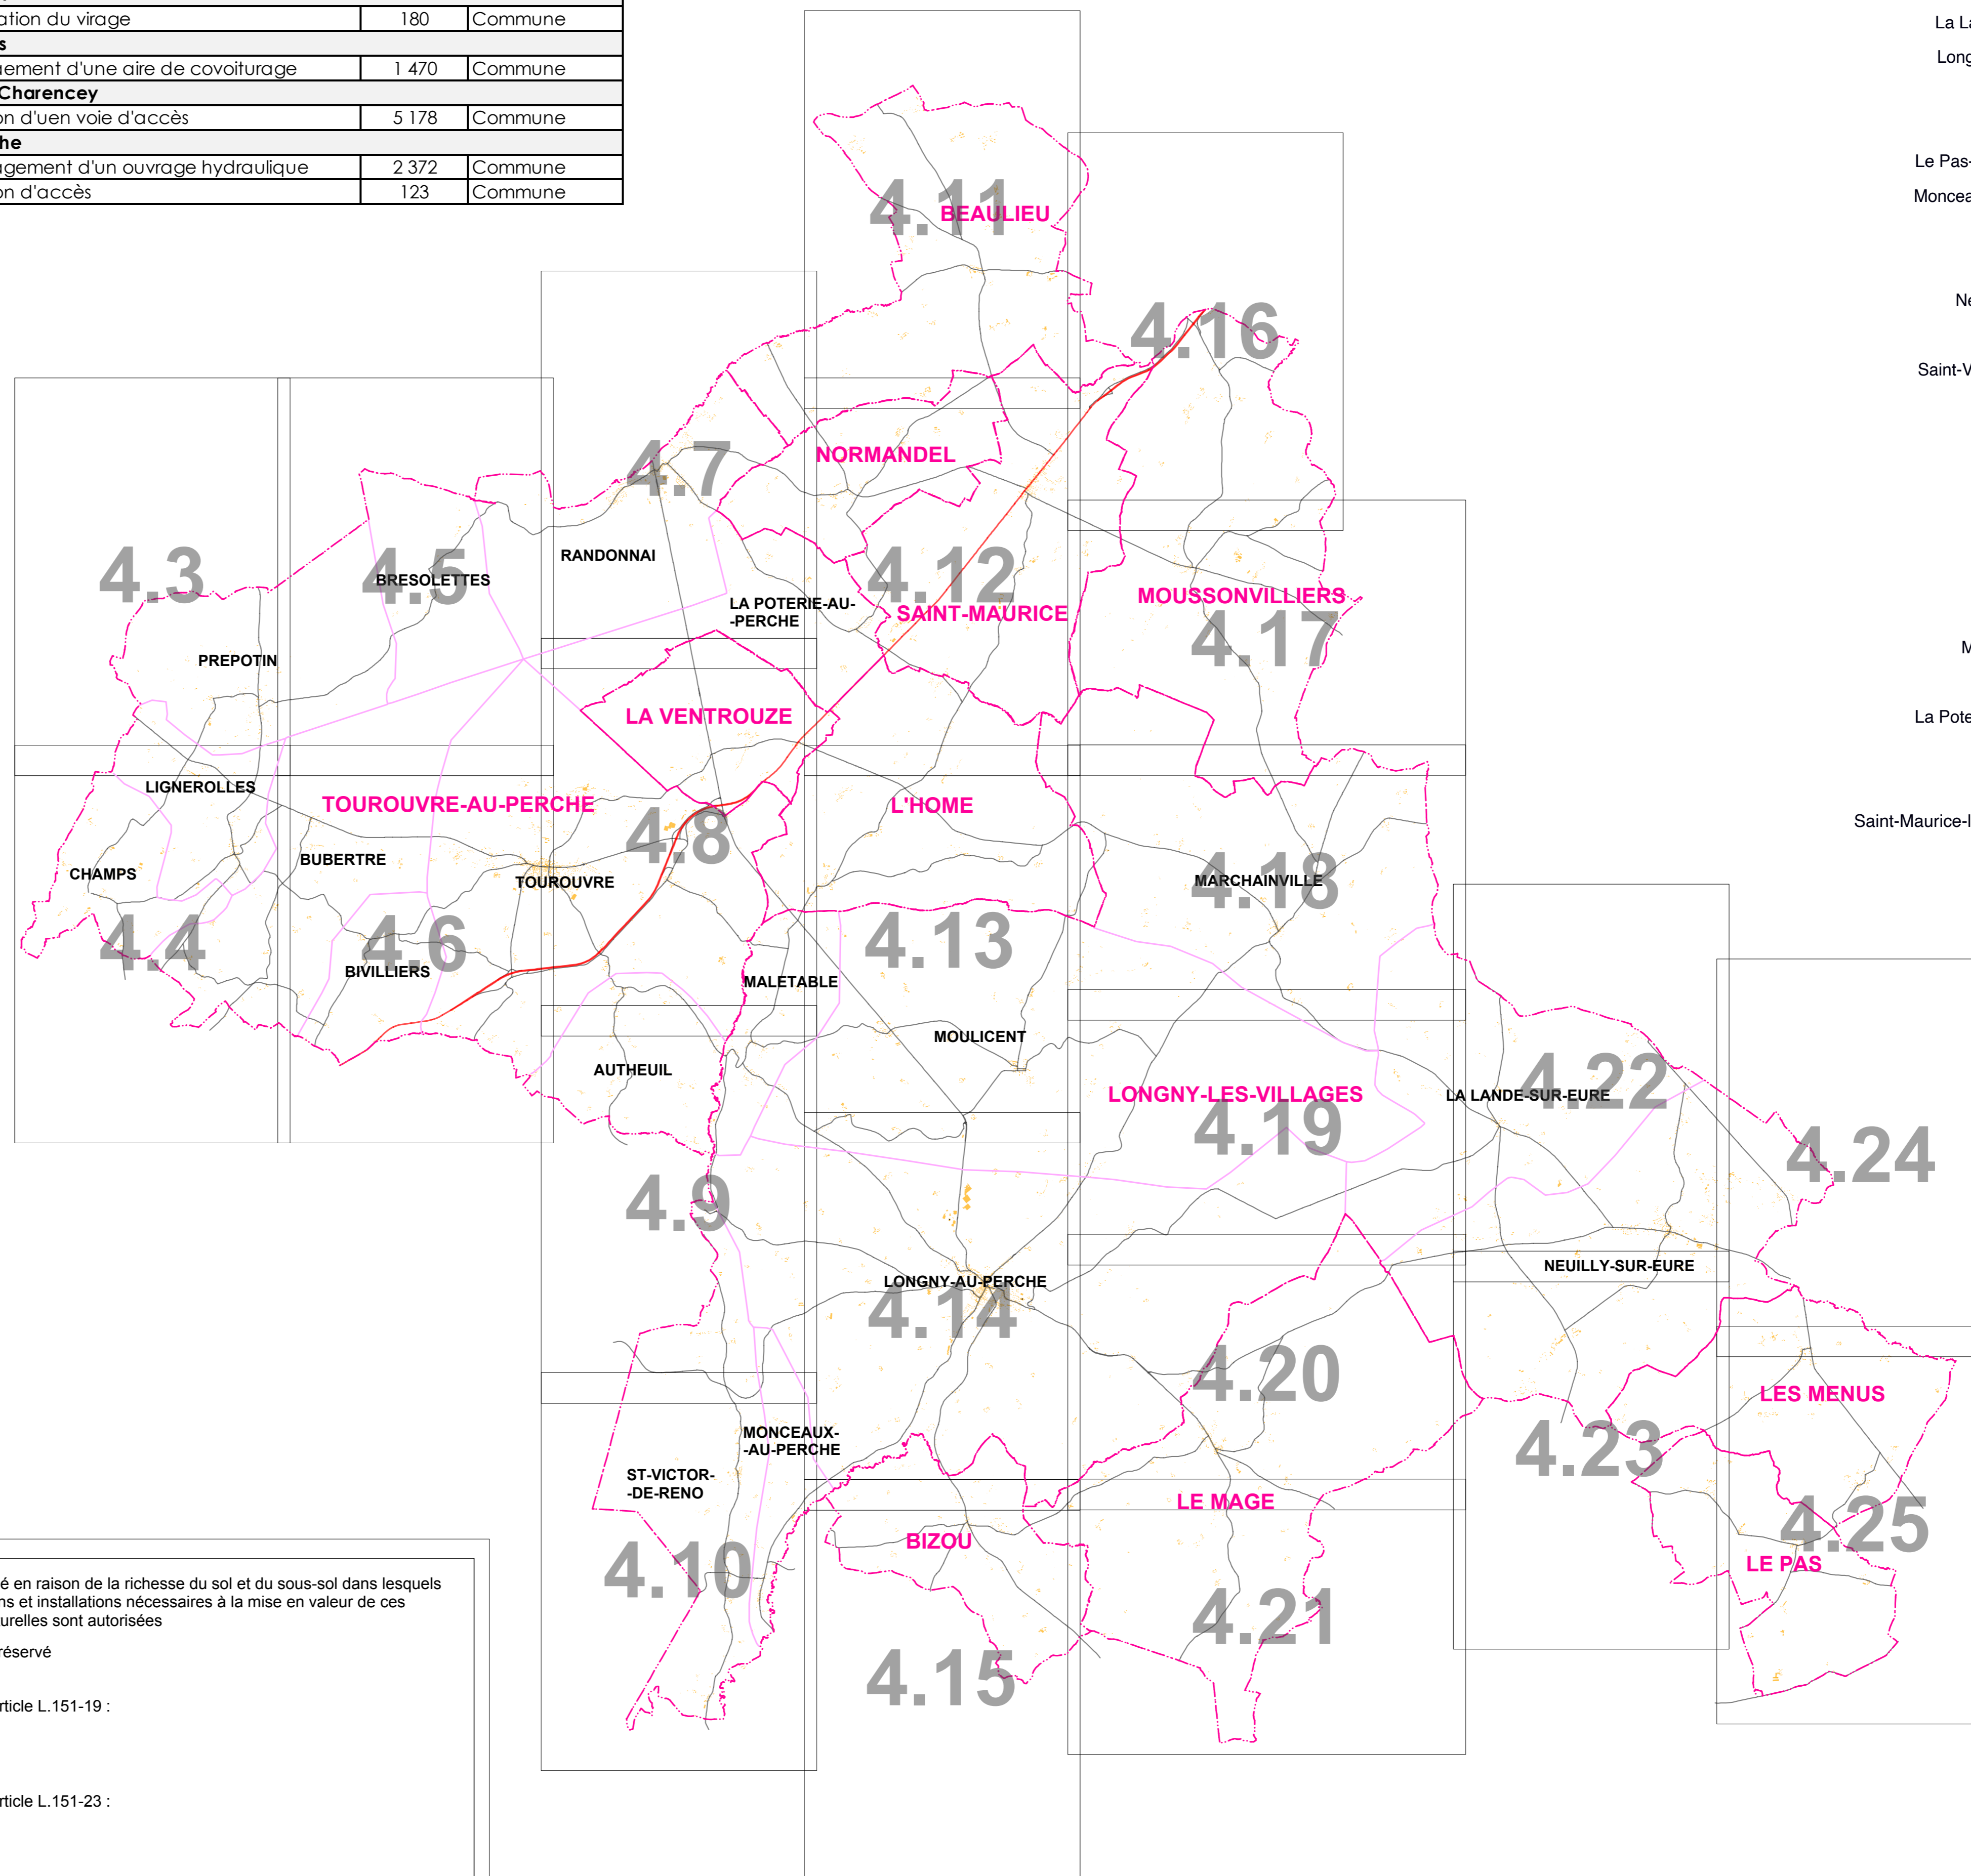 ation du virage 180 Commune
s
ement d'une aire de covoiturage 1 470 Commune
Charencey
on d'uen voie d'accès 5 178 Commune
he
agement d'un ouvrage hydraulique 2 372 Commune
on d'accès 123 Commune
La La
Long
Le Pas-
Moncea
Ne
Saint-V
M
La Pote
Saint-Maurice-l
4.11
BEAULIEU
4.16
NORMANDEL
4.7
4.3
4.5
BRESOLETTES
RANDONNAI
4.12
LA POTERIE-AU-
-PERCHE
SAINT-MAURICE
MOUSSONVILLIERS
4.17
PREPOTIN
LA VENTROUZE
LIGNEROLLES
TOUROUVRE-AU-PERCHE
L'HOME
4.8
BUBERTRE
CHAMPS
TOUROUVRE
MARCHAINVILLE
4.18
4.4
4.6
4.13
BIVILLIERS
MALETABLE
MOULICENT
AUTHEUIL
LONGNY-LES-VILLAGES
LA LANDE-SUR-EURE
4.22
4.19
4.24
4.9
NEUILLY-SUR-EURE
LONGNY-AU-PERCHE
4.14
4.20
LES MENUS
MONCEAUX-
-AU-PERCHE
4.23
ST-VICTOR-
-DE-RENO
LE MAGE
4.25
BIZOU
LE PAS
4.10
4.21
4.15
é en raison de la richesse du sol et du sous-sol dans lesquels
ns et installations nécessaires à la mise en valeur de ces
urelles sont autorisées
réservé
rticle L.151-19 :
rticle L.151-23 :